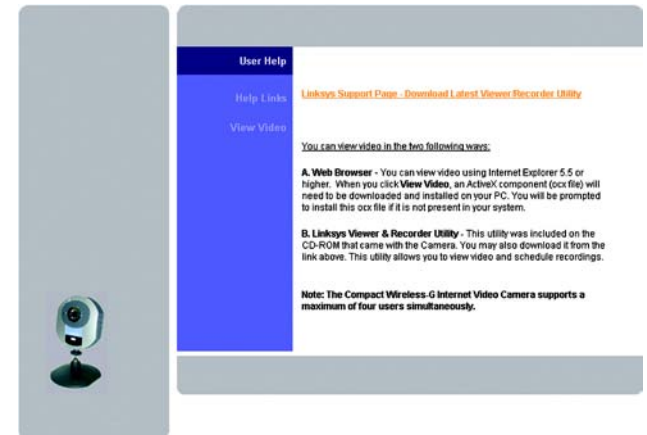 User Help
Help Links
View Video
Linksys Support Page - Download Latest Viewer/Recorder Utility
You can view video in the two following ways:
A. Web Browser - You can view video using Internet Explorer 5.5 or
higher. When you click View Video, an ActiveX component (ocx file) will
need to be downloaded and installed on your PC. You will be prompted
to install this ocx file if it is not present in your system.
B. Linksys Viewer & Recorder Utility - This utility was included on the
CD-ROM that came with the Camera. You may also download it from the
link above. This utility allows you to view video and schedule recordings.
Note: The Compact Wireless-G Internet Video Camera supports a
maximum of four users simultaneously.